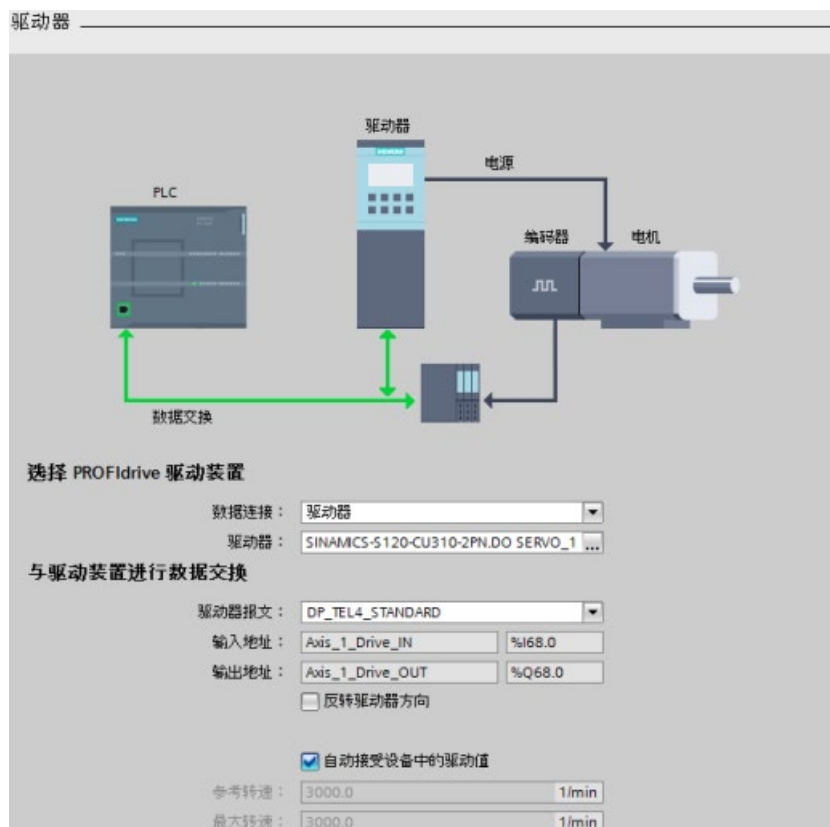 驱动器
驱动器
电源
PLC
编码器
电机
数据交换
选择 PROFIdrive 驱动装置
数据连接： 驱动器
驱动器： SINAMICS-S120-CU310-2PN.DO SERVO_1 ...
与驱动装置进行数据交换
驱动器报文： DP_TEL4_STANDARD
输入地址： Axis_1_Drive_IN %I68.0
输出地址： Axis_1_Drive_OUT %Q68.0
反转驱动器方向
自动接受设备中的驱动值
参考转速： 3000.0 1/min
最大转速： 3000.0 1/min